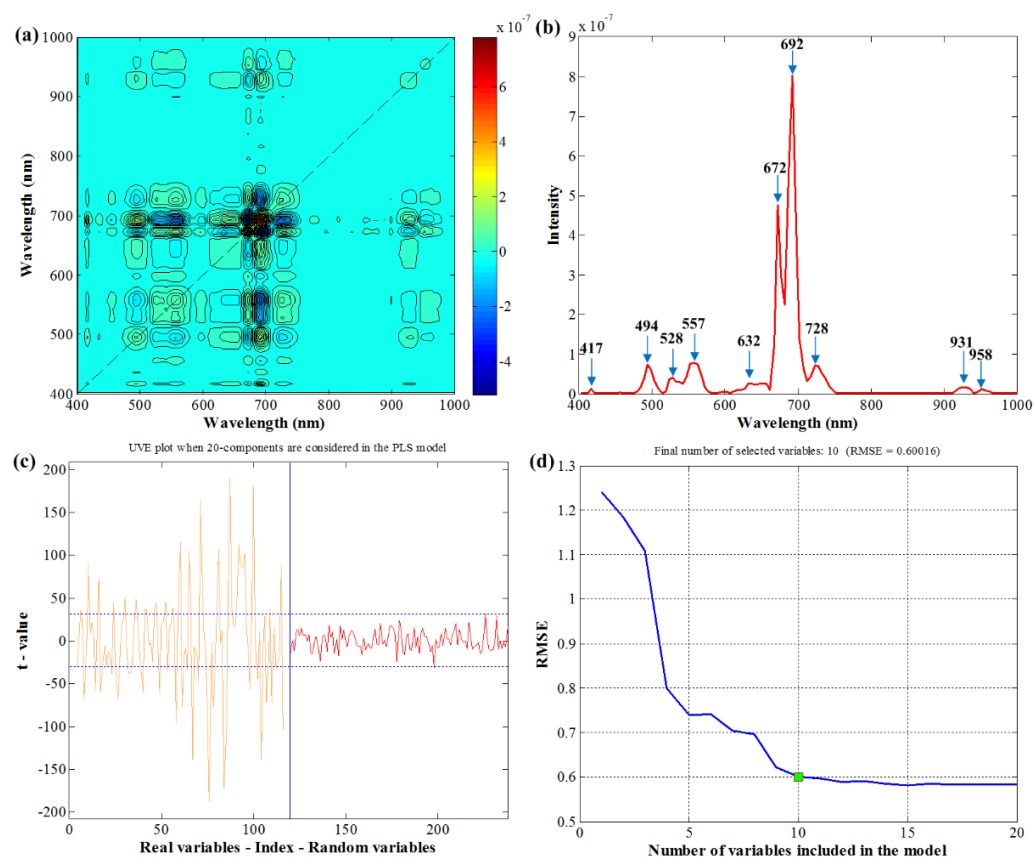 (a)
x 10⁻⁷
1000
900
800
700
600
500
400
400 500 600 700 800 900 1000
Wavelength (nm)
Wavelength (nm)
6
4
2
0
-2
-4
(b)
x 10⁻⁷
9
8
7
6
5
4
3
2
1
0
400 500 600 700 800 900 1000
Intensity
Wavelength (nm)
417
494
528
557
632
672
692
728
931
958
(c)
UVE plot when 20-components are considered in the PLS model
200
150
100
50
0
-50
-100
-150
-200
0 50 100 150 200
t - value
Real variables - Index - Random variables
(d)
Final number of selected variables: 10 (RMSE = 0.60016)
1.3
1.2
1.1
1
0.9
0.8
0.7
0.6
0.5
0 5 10 15 20
RMSE
Number of variables included in the model